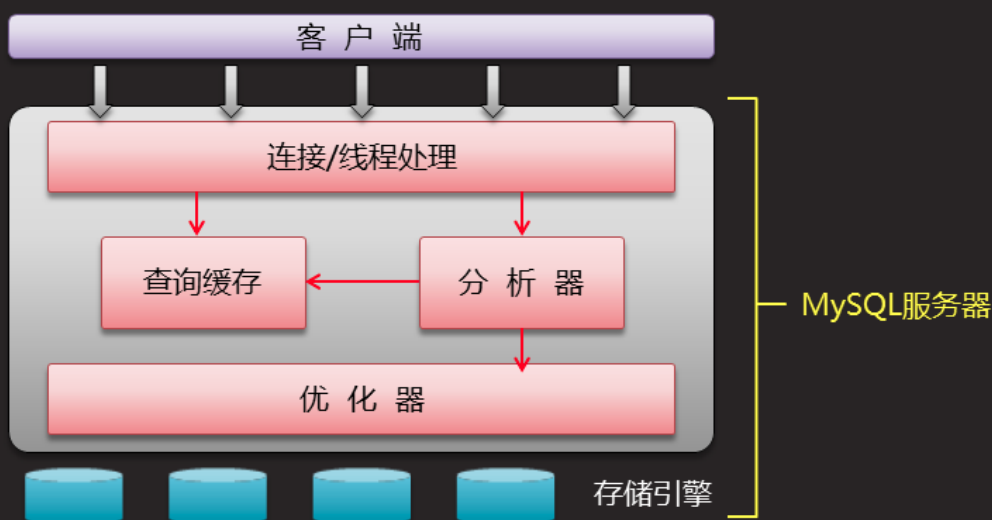 客 户 端
连接/线程处理
查询缓存
分 析 器
MySQL服务器
优 化 器
存储引擎